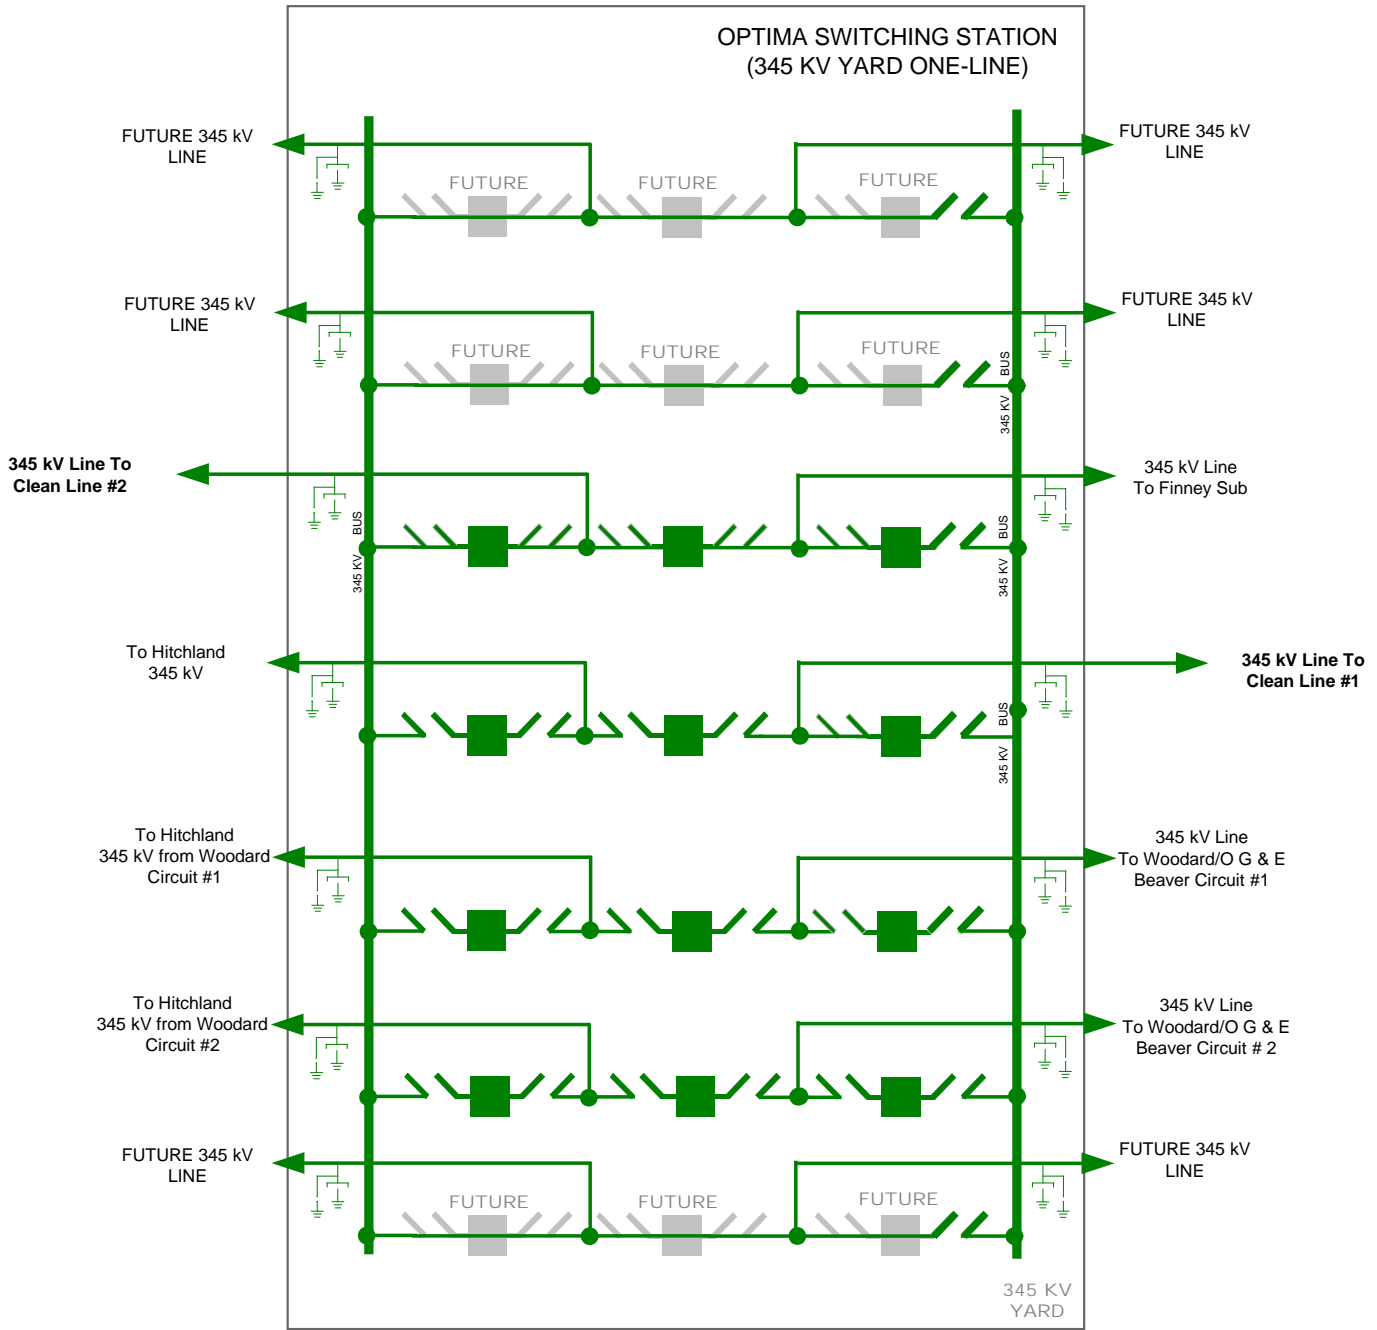 OPTIMA SWITCHING STATION
(345 KV YARD ONE-LINE)
FUTURE 345 kV
LINE
FUTURE 345 kV
LINE
FUTURE
FUTURE
FUTURE
FUTURE 345 kV
LINE
FUTURE 345 kV
LINE
FUTURE
FUTURE
FUTURE
345 KV BUS
345 kV Line To
Clean Line #2
345 kV Line
To Finney Sub
345 KV BUS
345 KV BUS
To Hitchland
345 kV
345 kV Line To
Clean Line #1
345 KV BUS
To Hitchland
345 kV from Woodard
Circuit #1
345 kV Line
To Woodard/O G & E
Beaver Circuit #1
To Hitchland
345 kV from Woodard
Circuit #2
345 kV Line
To Woodard/O G & E
Beaver Circuit # 2
FUTURE 345 kV
LINE
FUTURE 345 kV
LINE
FUTURE
FUTURE
FUTURE
345 KV
YARD